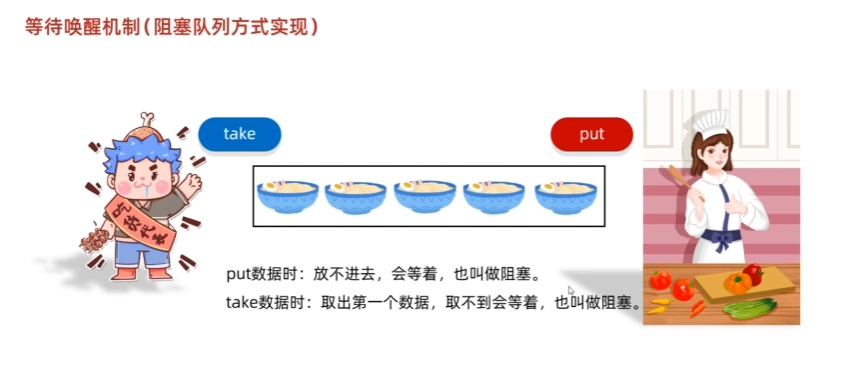 等待唤醒机制(阻塞队列方式实现)
take
put
吃货代表
put数据时：放不进去，会等着，也叫做阻塞。
take数据时：取出第一个数据，取不到会等着，也叫做阻塞。